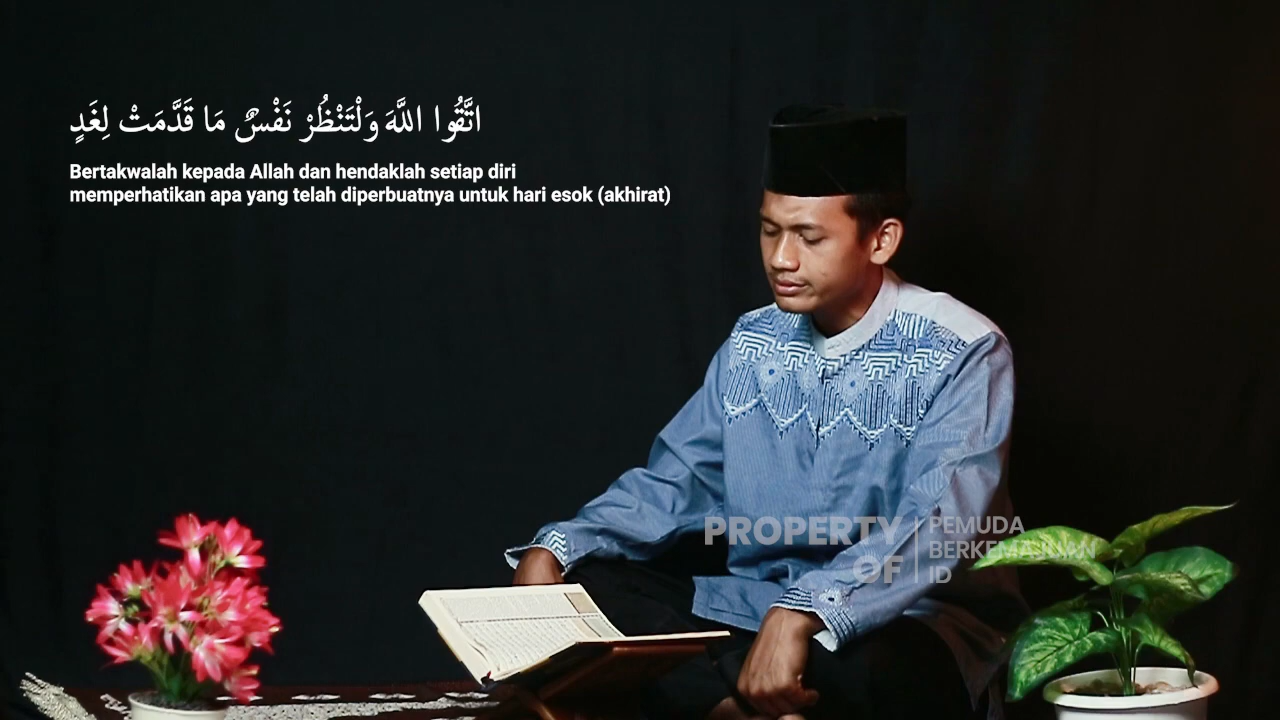 اتَّقُوا اللَّهَ وَلْتَنْظُرْ نَفْسٌ مَا قَدَّمَتْ لِغَدٍ
Bertakwalah kepada Allah dan hendaklah setiap diri
memperhatikan apa yang telah diperbuatnya untuk hari esok (akhirat)
PROPERTY OF
PEMUDA
BERKEMAJUAN
ID